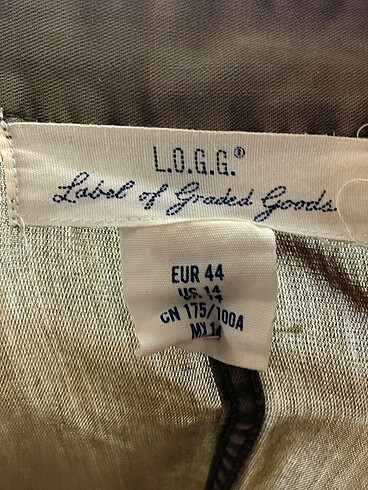 L.O.G.G.®
Label of Graded Goods.
EUR 44
US. 14
CN 175/100A
MX 14